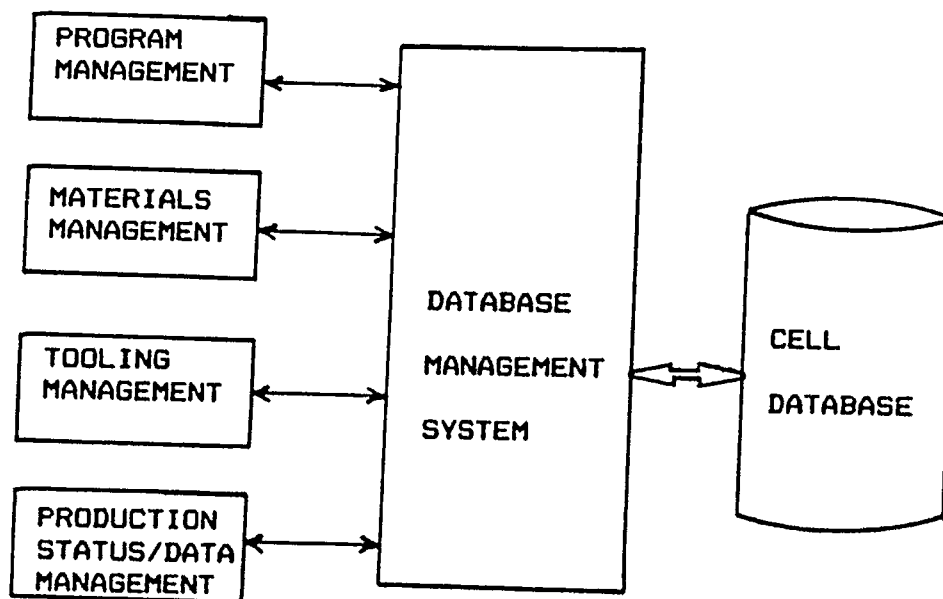 PROGRAM
MANAGEMENT
MATERIALS
MANAGEMENT
TOOLING
MANAGEMENT
PRODUCTION
STATUS/DATA
MANAGEMENT
DATABASE
MANAGEMENT
SYSTEM
CELL
DATABASE